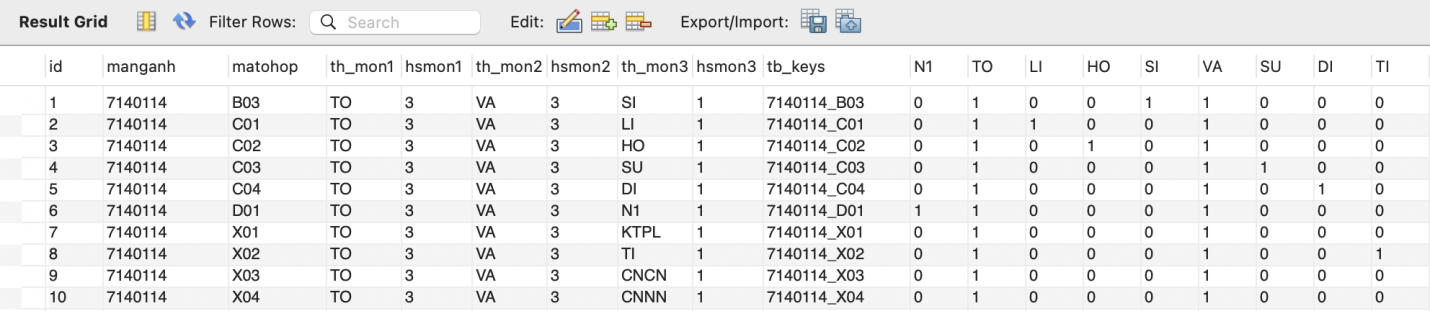 Result Grid Filter Rows: Search Edit: Export/Import:
id manganh matohop th_mon1 hsmon1 th_mon2 hsmon2 th_mon3 hsmon3 tb_keys N1 TO LI HO SI VA SU DI TI
1 7140114 B03 TO 3 VA 3 SI 1 7140114_B03 0 1 0 0 1 1 0 0 0
2 7140114 C01 TO 3 VA 3 LI 1 7140114_C01 0 1 1 0 0 1 0 0 0
3 7140114 C02 TO 3 VA 3 HO 1 7140114_C02 0 1 0 1 0 1 0 0 0
4 7140114 C03 TO 3 VA 3 SU 1 7140114_C03 0 1 0 0 0 1 1 0 0
5 7140114 C04 TO 3 VA 3 DI 1 7140114_C04 0 1 0 0 0 1 0 1 0
6 7140114 D01 TO 3 VA 3 N1 1 7140114_D01 1 1 0 0 0 1 0 0 0
7 7140114 X01 TO 3 VA 3 KTPL 1 7140114_X01 0 1 0 0 0 1 0 0 0
8 7140114 X02 TO 3 VA 3 TI 1 7140114_X02 0 1 0 0 0 1 0 0 1
9 7140114 X03 TO 3 VA 3 CNCN 1 7140114_X03 0 1 0 0 0 1 0 0 0
10 7140114 X04 TO 3 VA 3 CNNN 1 7140114_X04 0 1 0 0 0 1 0 0 0